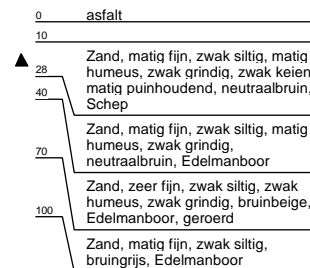 0 asfalt
10
Zand, matig fijn, zwak siltig, matig
28 humeus, zwak grindig, zwak keien,
matig puinhoudend, neutraalbruin,
40 Schep
Zand, matig fijn, zwak siltig, matig
humeus, zwak grindig,
70 neutraalbruin, Edelmanboor
Zand, zeer fijn, zwak siltig, zwak
humeus, zwak grindig, bruinbeige,
100 Edelmanboor, geroerd
Zand, matig fijn, zwak siltig,
bruingrijs, Edelmanboor